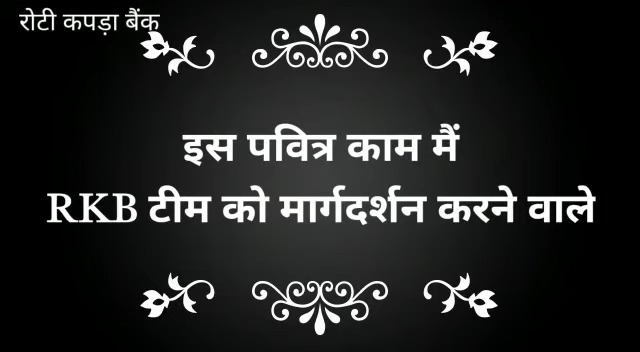 रोटी कपड़ा बैंक
इस पवित्र काम मैं
RKB टीम को मार्गदर्शन करने वाले